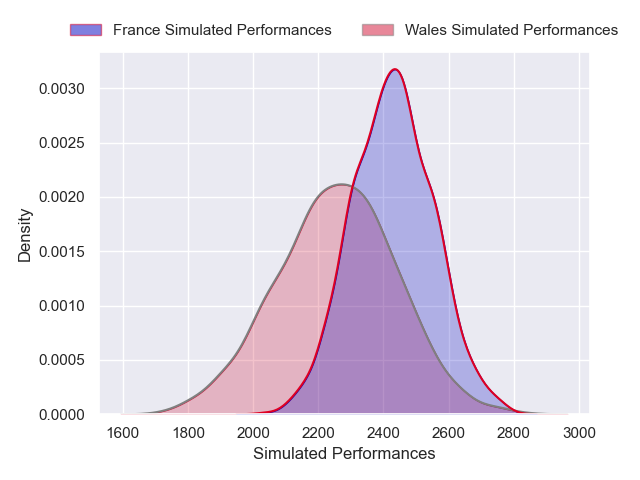 France Simulated Performances Wales Simulated Performances
0.0030
0.0025
0.0020
0.0015
0.0010
0.0005
0.0000
Density
1600 1800 2000 2200 2400 2600 2800 3000
Simulated Performances